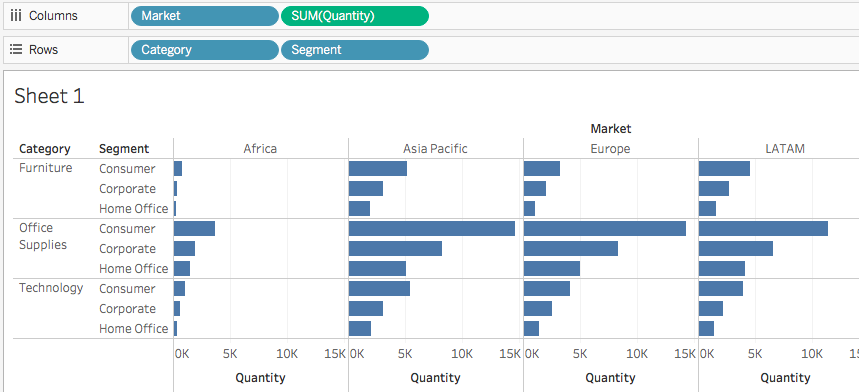 Columns Market SUM(Quantity)
Rows Category Segment
Sheet 1
Market
Category Segment Africa Asia Pacific Europe LATAM
Furniture Consumer
Corporate
Home Office
Office Supplies Consumer
Corporate
Home Office
Technology Consumer
Corporate
Home Office
0K 5K 10K 15K 0K 5K 10K 15K 0K 5K 10K 15K 0K 5K 10K
Quantity Quantity Quantity Quantity